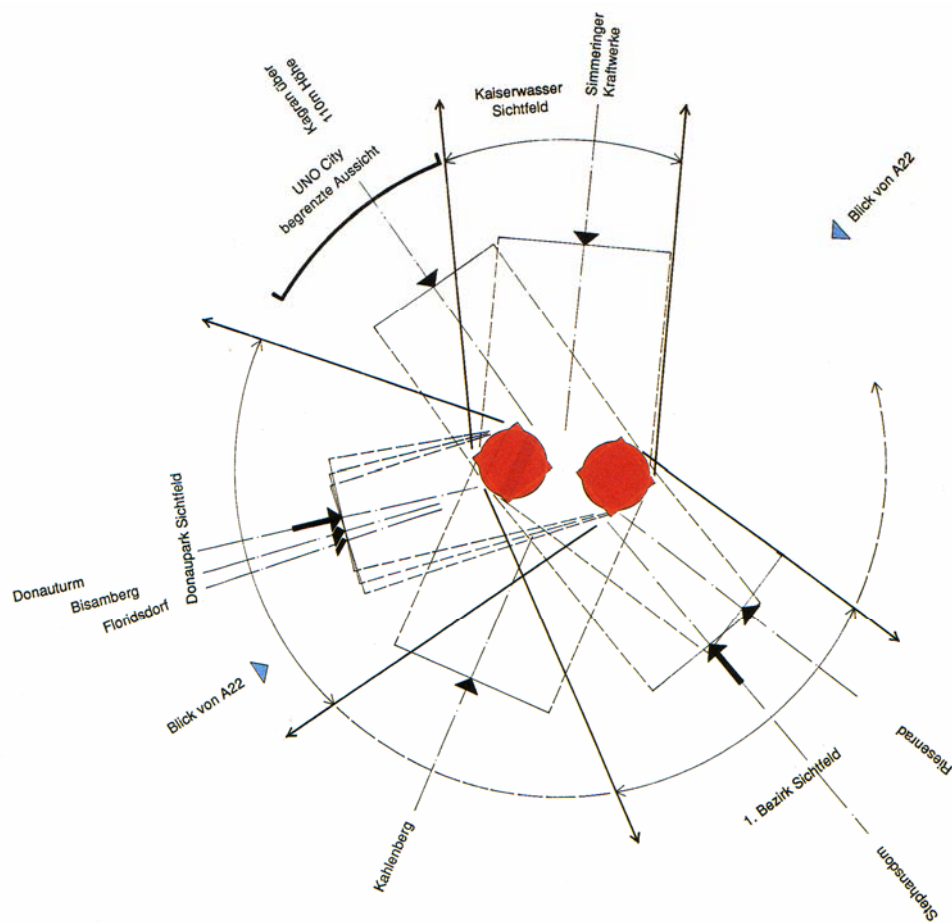 Simmeringer
Kraftwerke
Kaiserwasser
Sichtfeld
Kagran über
110m Höhe
UNO City
begrenzte Aussicht
Blick von A22
Donaupark Sichtfeld
Donauturm
Bisamberg
Floridsdorf
Blick von A22
Riesenrad
1. Bezirk Sichtfeld
Kahlenberg
Stephansdom